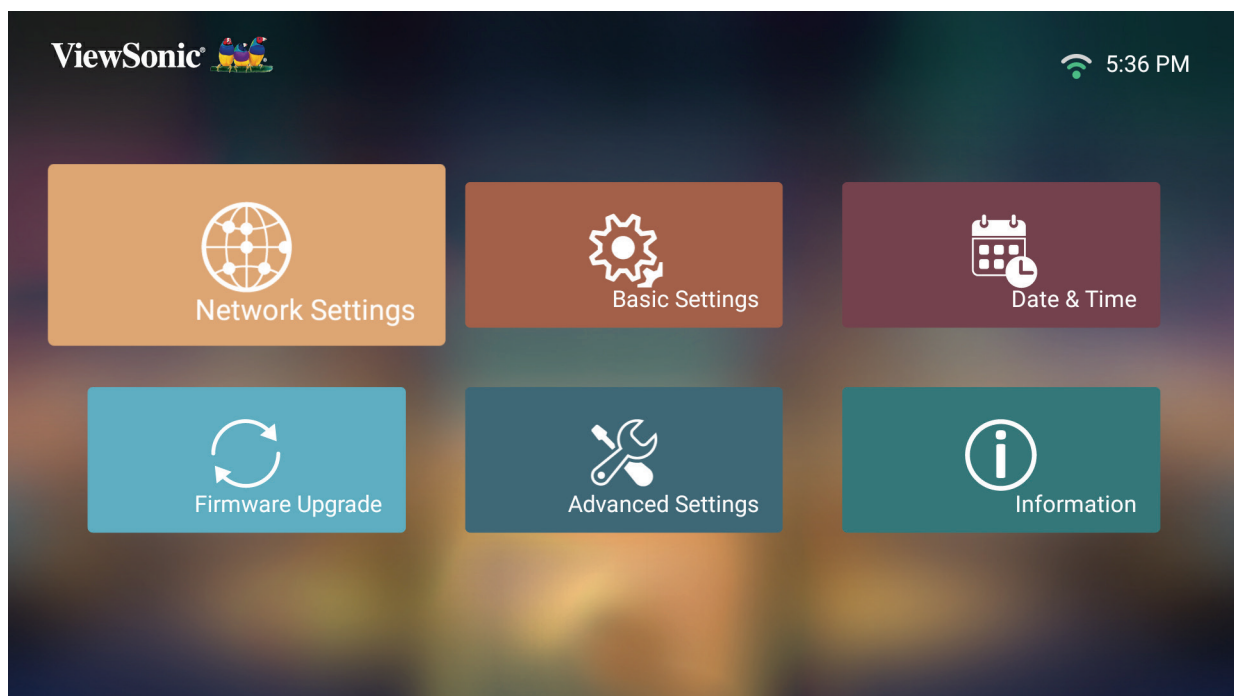 ViewSonic®
5:36 PM
Network Settings
Basic Settings
Date & Time
Firmware Upgrade
Advanced Settings
Information